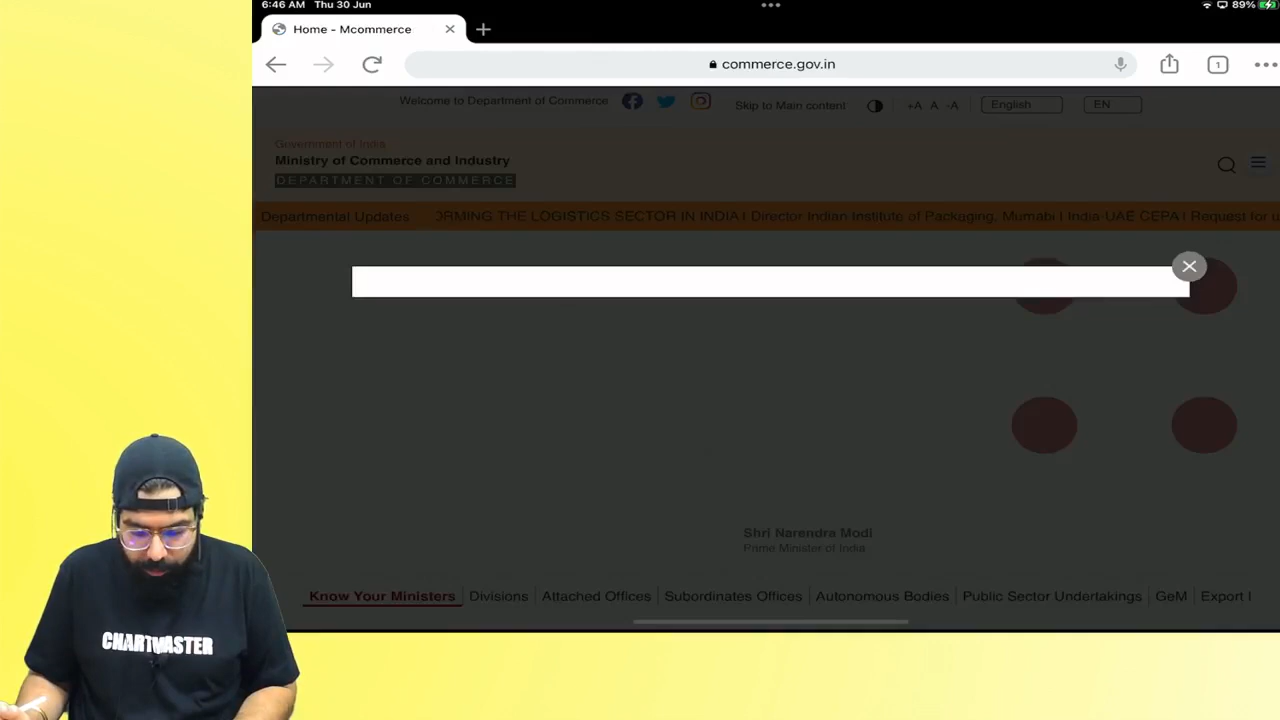 6:46 AM Thu 30 Jun
89%
Home - Mcommerce
commerce.gov.in
1
Welcome to Department of Commerce
Skip to Main content
+A A -A
English
EN
Government of India
Ministry of Commerce and Industry
DEPARTMENT OF COMMERCE
Departmental Updates
ORMING THE LOGISTICS SECTOR IN INDIA | Director Indian Institute of Packaging, Mumabi | India-UAE CEPA | Request for u
Shri Narendra Modi
Prime Minister of India
Know Your Ministers Divisions Attached Offices Subordinates Offices Autonomous Bodies Public Sector Undertakings GeM Export I
CHARTMASTER